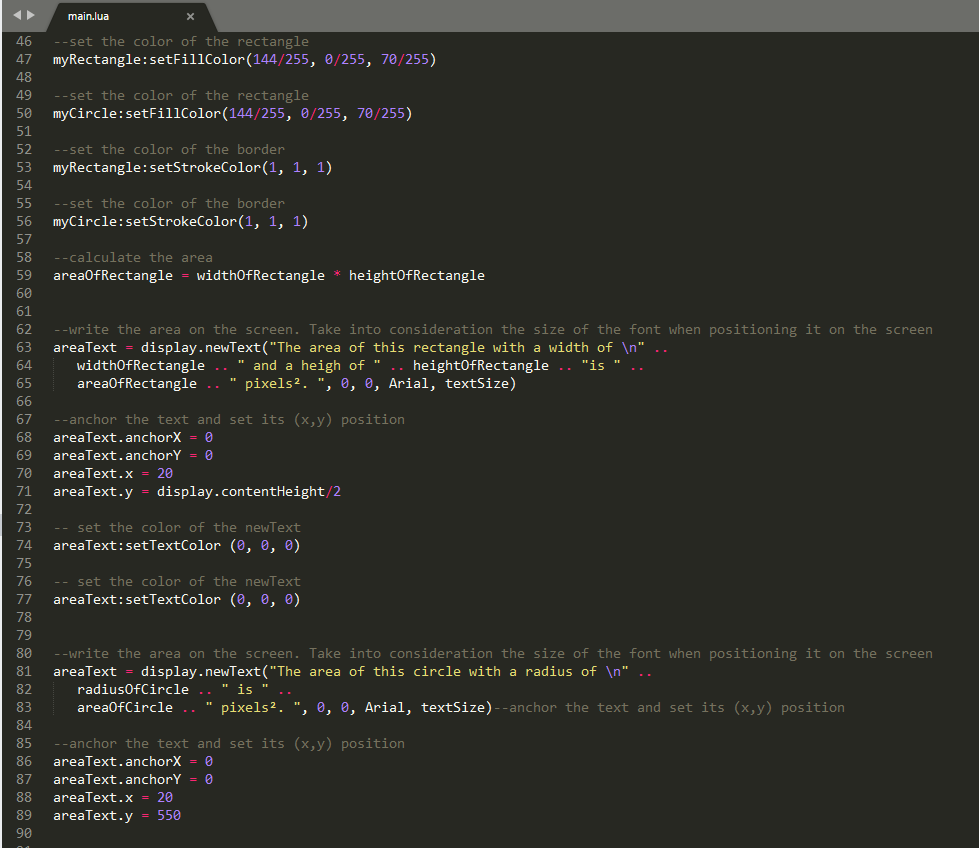 main.lua ×
46 --set the color of the rectangle
47 myRectangle:setFillColor(144/255, 0/255, 70/255)
48
49 --set the color of the rectangle
50 myCircle:setFillColor(144/255, 0/255, 70/255)
51
52 --set the color of the border
53 myRectangle:setStrokeColor(1, 1, 1)
54
55 --set the color of the border
56 myCircle:setStrokeColor(1, 1, 1)
57
58 --calculate the area
59 areaOfRectangle = widthOfRectangle * heightOfRectangle
60
61
62 --write the area on the screen. Take into consideration the size of the font when positioning it on the screen
63 areaText = display.newText("The area of this rectangle with a width of \n" ..
64 widthOfRectangle .. " and a heigh of " .. heightOfRectangle .. "is " ..
65 areaOfRectangle .. " pixels². ", 0, 0, Arial, textSize)
66
67 --anchor the text and set its (x,y) position
68 areaText.anchorX = 0
69 areaText.anchorY = 0
70 areaText.x = 20
71 areaText.y = display.contentHeight/2
72
73 -- set the color of the newText
74 areaText:setTextColor (0, 0, 0)
75
76 -- set the color of the newText
77 areaText:setTextColor (0, 0, 0)
78
79
80 --write the area on the screen. Take into consideration the size of the font when positioning it on the screen
81 areaText = display.newText("The area of this circle with a radius of \n" ..
82 radiusOfCircle .. " is " ..
83 areaOfCircle .. " pixels². ", 0, 0, Arial, textSize)--anchor the text and set its (x,y) position
84
85 --anchor the text and set its (x,y) position
86 areaText.anchorX = 0
87 areaText.anchorY = 0
88 areaText.x = 20
89 areaText.y = 550
90